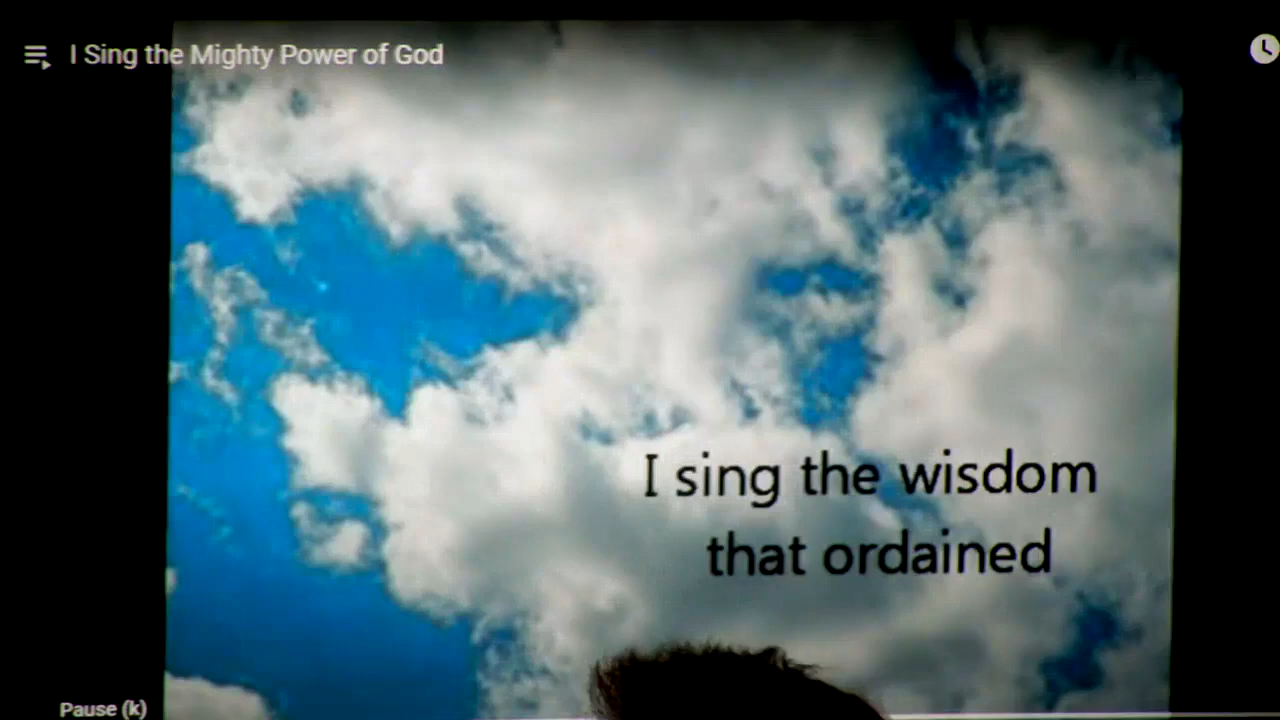 I Sing the Mighty Power of God
I sing the wisdom
that ordained
Pause (k)